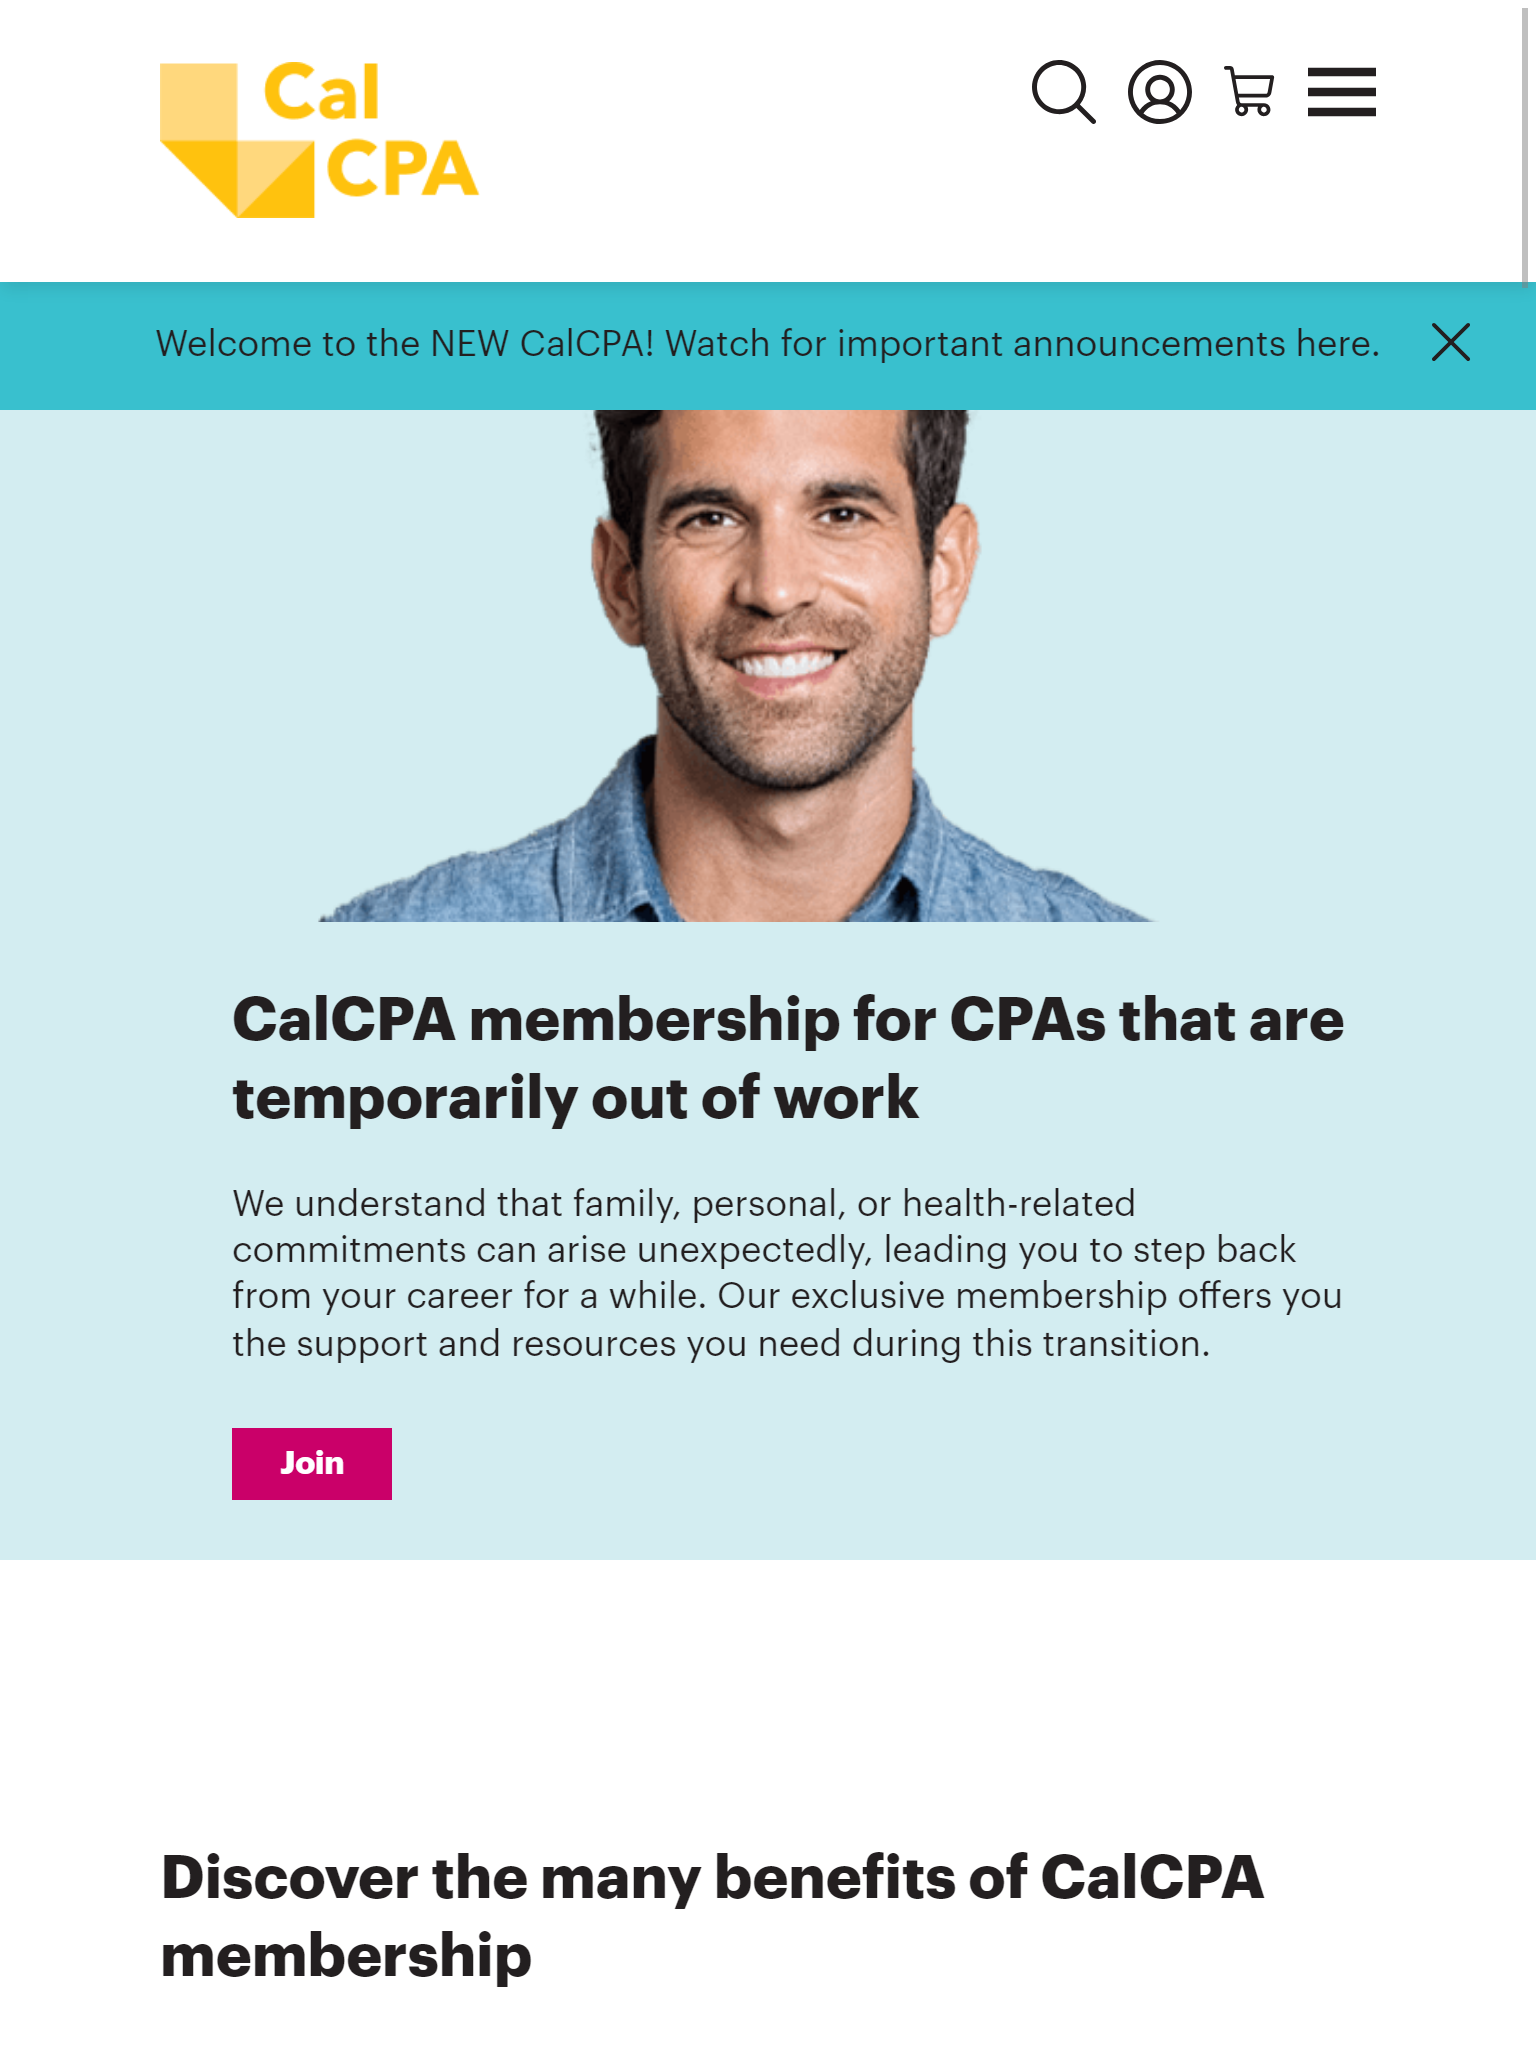 Cal
CPA
Welcome to the NEW CalCPA! Watch for important announcements here.
CalCPA membership for CPAs that are
temporarily out of work
We understand that family, personal, or health-related
commitments can arise unexpectedly, leading you to step back
from your career for a while. Our exclusive membership offers you
the support and resources you need during this transition.
Join
Discover the many benefits of CalCPA
membership